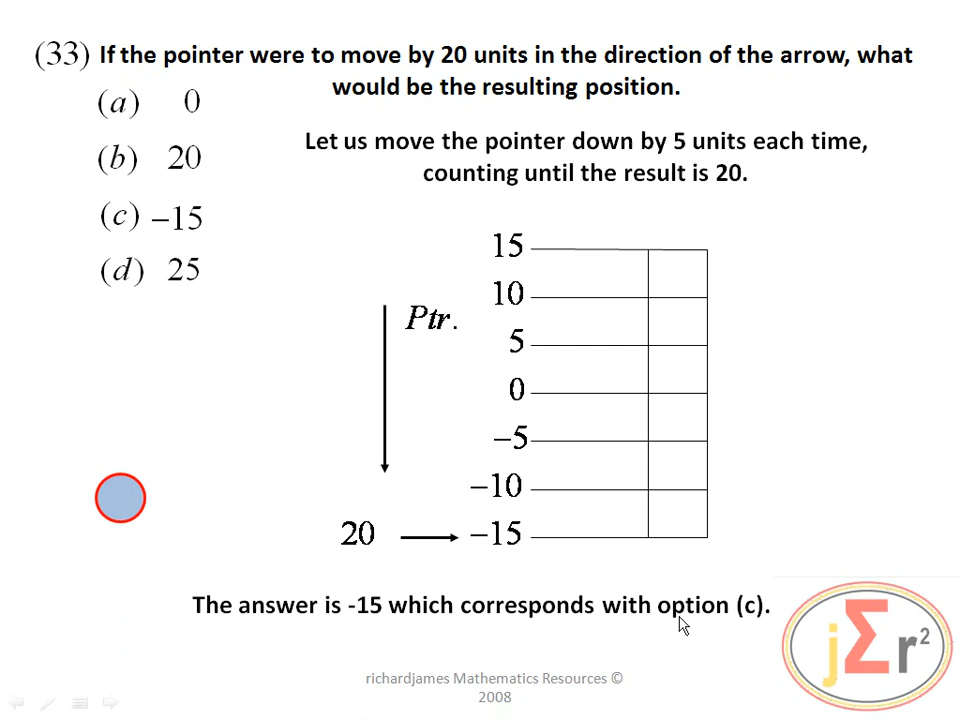 (33) If the pointer were to move by 20 units in the direction of the arrow, what
would be the resulting position.
(a) 0
(b) 20
(c) −15
(d) 25
Let us move the pointer down by 5 units each time,
counting until the result is 20.
15
10
Ptr.
5
0
−5
−10
20 −15
The answer is -15 which corresponds with option (c).
jΣr²
richardjames Mathematics Resources ©
2008